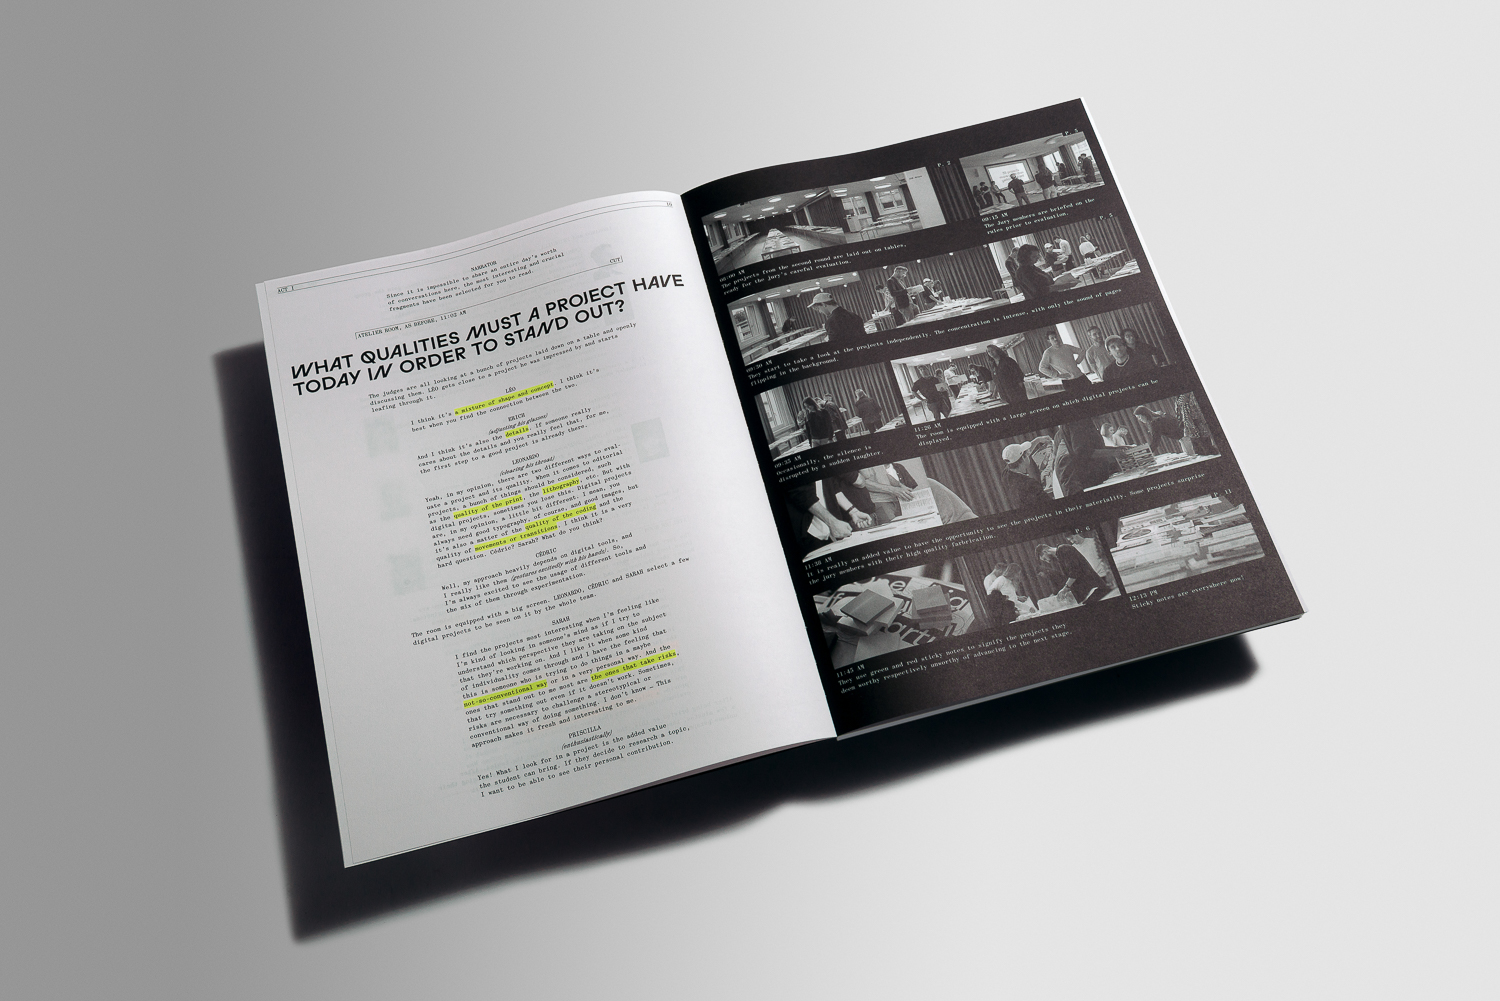 ACT I
NARRATOR
Since it is impossible to share an entire day's worth
of conversations here, the most interesting and crucial
fragments have been selected for you to read.
CUT
ATELIER ROOM, AS BEFORE, 11:03 AM
WHAT QUALITIES MUST A PROJECT HAVE
TODAY IN ORDER TO STAND OUT?
The judges are all looking at a bunch of projects laid down on a table and openly
discussing them. LÉO gets close to a project he was impressed by and starts
leafing through it.
LÉO
I think it's a mixture of shape and concept. I think it's
best when you find the connection between the two.
ERICH
/adjusting his glasses/
And I think it's also the details. If someone really
cares about the details and you really feel that, for me,
the first step to a good project is already there.
LEONARDO
/clearing his throat/
Yeah, in my opinion, there are two different ways to eval-
uate a project and its quality. When it comes to editorial
projects, a bunch of things should be considered, such
as the quality of the print, the lithography, etc. But with
digital projects, sometimes you lose this. Digital projects
are, in my opinion, a little bit different. I mean, you
always need good typography, of course, and good images, but
it's also a matter of the quality of the coding and the
quality of movements or transitions. I think it is a very
hard question. Cédric? Sarah? What do you think?
CÉDRIC
Well, my approach heavily depends on digital tools, and
I really like them /gestures excitedly with his hands/. So,
I'm always excited to see the usage of different tools and
the mix of them through experimentation.
The room is equipped with a big screen. LEONARDO, CÉDRIC and SARAH select a few
digital projects to be seen on it by the whole team.
SARAH
I find the projects most interesting when I'm feeling like
I'm kind of looking in someone's mind as if I try to
understand which perspective they are taking on the subject
that they're working on. And I like it when some kind
of individuality comes through and I have the feeling that
this is someone who is trying to do things in a maybe
not-so-conventional way or in a very personal way. And the
ones that stand out to me most are the ones that take risks,
that try something out even if it doesn't work. Sometimes,
risks are necessary to challenge a stereotypical or
conventional way of doing something. I don't know … This
approach makes it fresh and interesting to me.
PRISCILLA
/enthusiastically/
Yes! What I look for in a project is the added value
the student can bring. If they decide to research a topic,
I want to be able to see their personal contribution.
P. 2
09:00 AM
The projects from the second round are laid out on tables,
ready for the jury's careful evaluation.
09:15 AM
The Jury members are briefed on the
rules prior to evaluation.
P. 5
09:30 AM
They start to take a look at the projects independently. The concentration is intense, with only the sound of pages
flipping in the background.
09:35 AM
Occasionally, the silence is
disrupted by a sudden laughter.
11:26 AM
The room is equipped with a large screen on which digital projects can be
displayed.
11:30 AM
It is really an added value to have the opportunity to see the projects in their materiality. Some projects surprise
the jury members with their high quality farbrication.
P. 6
P. 11
11:45 AM
They use green and red sticky notes to signify the projects they
deem worthy respectively unworthy of advancing to the next stage.
12:13 PM
Sticky notes are everywhere now!